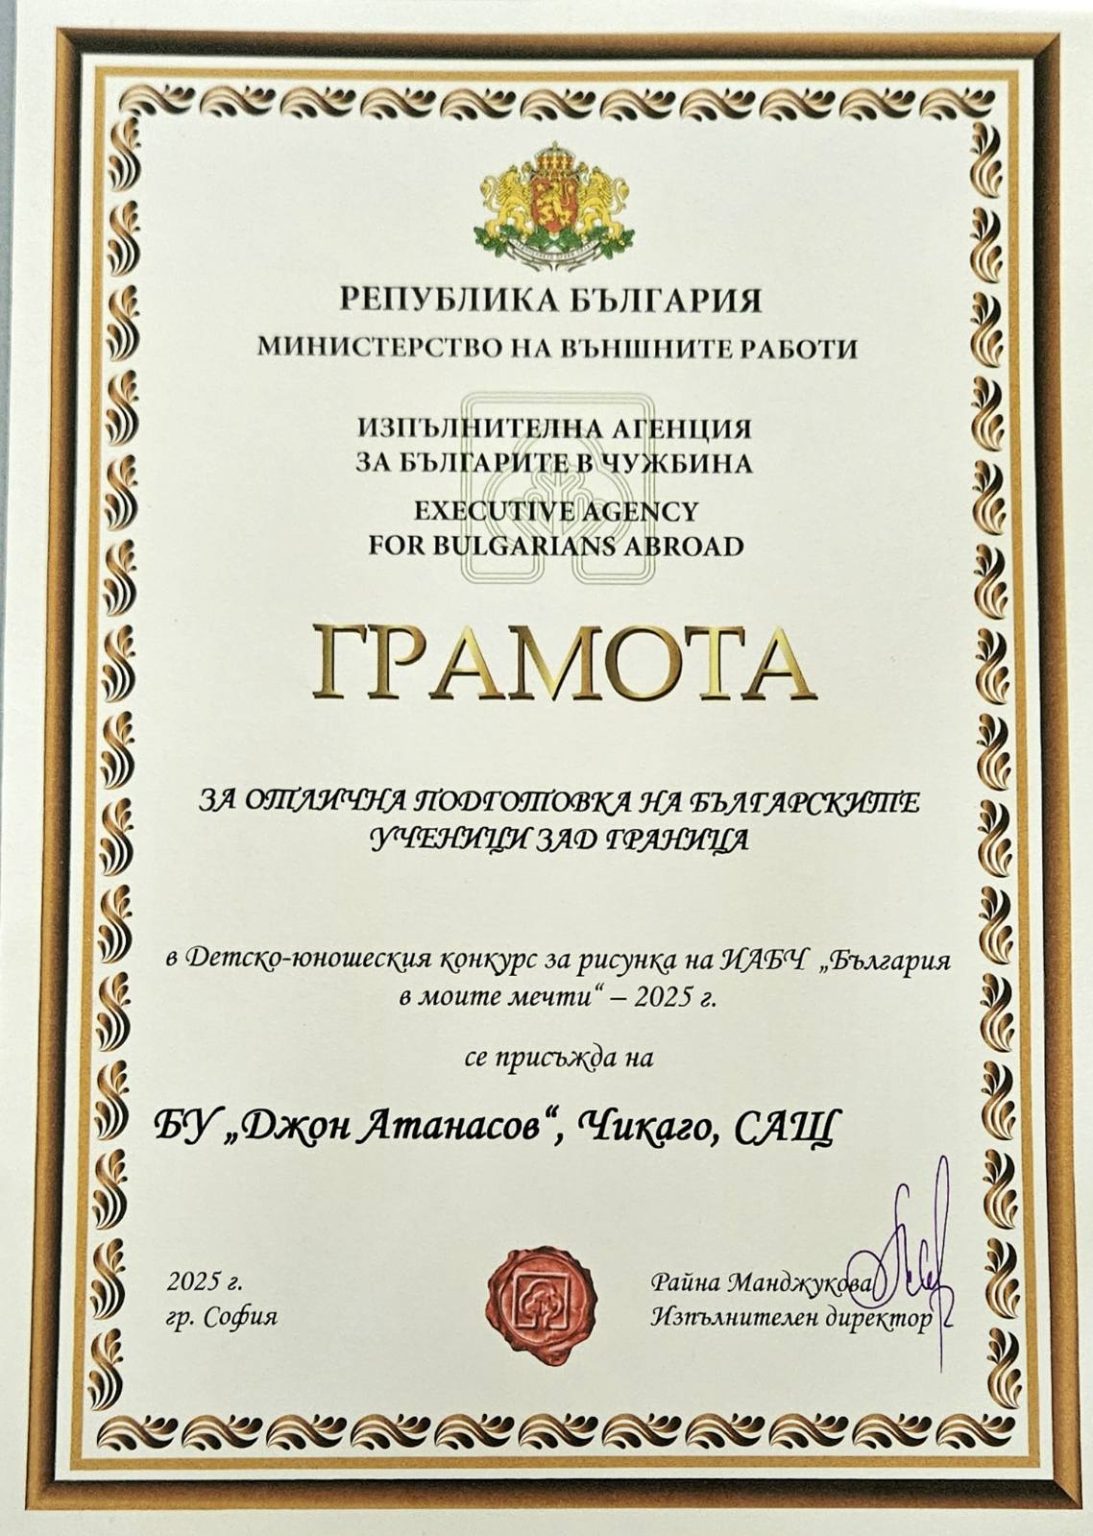 РЕПУБЛИКА БЪЛГАРИЯ
МИНИСТЕРСТВО НА ВЪНШНИТЕ РАБОТИ
ИЗПЪЛНИТЕЛНА АГЕНЦИЯ
ЗА БЪЛГАРИТЕ В ЧУЖБИНА
EXECUTIVE AGENCY
FOR BULGARIANS ABROAD
ГРАМОТА
ЗА ОТЛИЧНА ПОДГОТОВКА НА БЪЛГАРСКИТЕ
УЧЕНИЦИ ЗАД ГРАНИЦА
в Детско-юношеския конкурс за рисунка на ИАБЧ „България
в моите мечти“ – 2025 г.
се присъжда на
БУ „Джон Атанасов“, Чикаго, САЩ
2025 г.
гр. София
Райна Манджукова
Изпълнителен директор